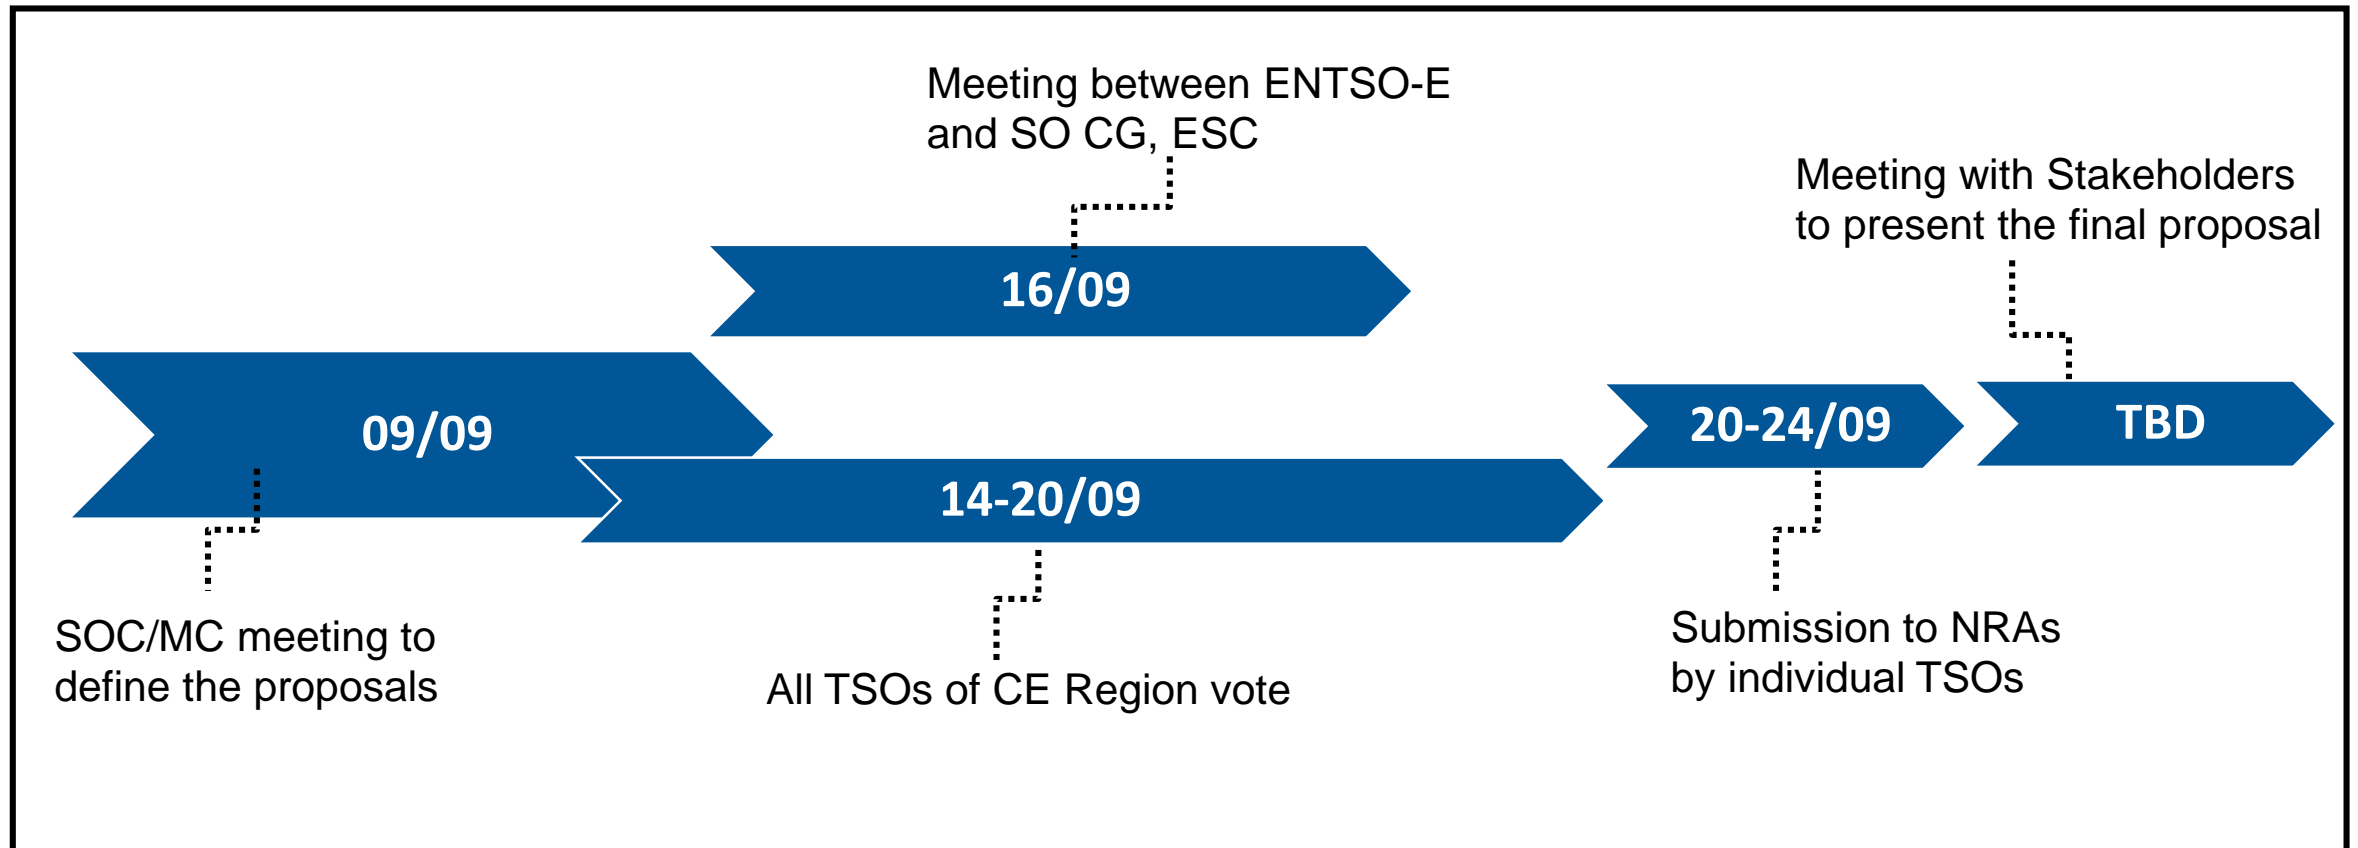 Meeting between ENTSO-E
and SO CG, ESC
Meeting with Stakeholders
to present the final proposal
16/09
09/09
20-24/09
TBD
14-20/09
SOC/MC meeting to
define the proposals
All TSOs of CE Region vote
Submission to NRAs
by individual TSOs